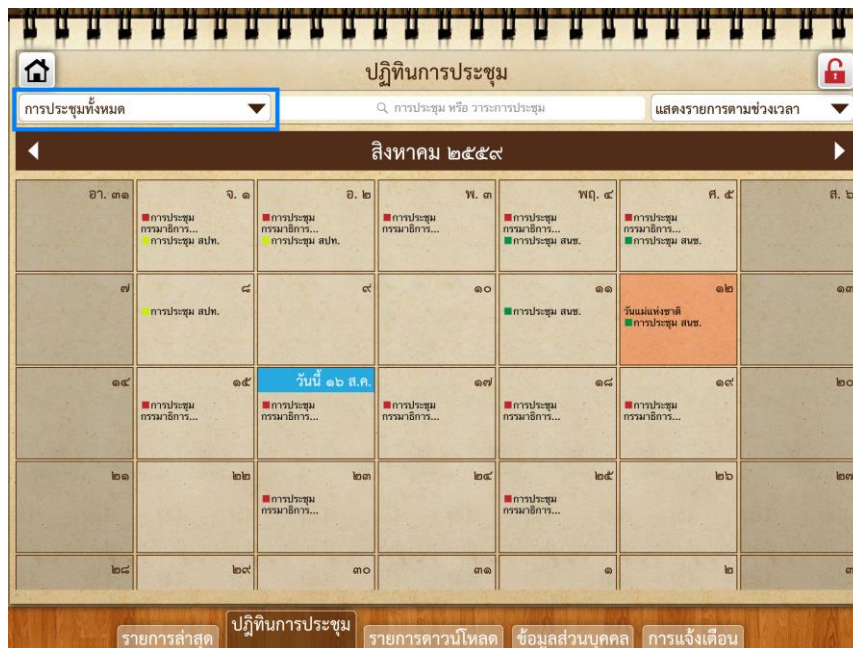 ปฏิทินการประชุม
การประชุมทั้งหมด
การประชุม หรือ วาระการประชุม
แสดงรายการตามช่วงเวลา
สิงหาคม ๒๕๕๙
อา. ๓๑
จ. ๑
การประชุม
กรรมาธิการ...
การประชุม สปท.
อ. ๒
การประชุม
กรรมาธิการ...
การประชุม สปท.
พ. ๓
การประชุม
กรรมาธิการ...
พฤ. ๔
การประชุม
กรรมาธิการ...
การประชุม สนช.
ศ. ๕
การประชุม
กรรมาธิการ...
การประชุม สนช.
ส. ๖
๗
๘
การประชุม สปท.
๙
๑๐
๑๑
การประชุม สนช.
๑๒
วันแม่แห่งชาติ
การประชุม สนช.
๑๓
๑๔
๑๕
การประชุม
กรรมาธิการ...
วันนี้ ๑๖ ส.ค.
การประชุม
กรรมาธิการ...
๑๗
การประชุม
กรรมาธิการ...
๑๘
การประชุม
กรรมาธิการ...
๑๙
การประชุม
กรรมาธิการ...
๒๐
๒๑
๒๒
๒๓
การประชุม
กรรมาธิการ...
๒๔
๒๕
การประชุม
กรรมาธิการ...
๒๖
๒๗
๒๘
๒๙
๓๐
๓๑
๑
๒
๓
รายการล่าสุด
ปฏิทินการประชุม
รายการดาวน์โหลด
ข้อมูลส่วนบุคคล
การแจ้งเตือน